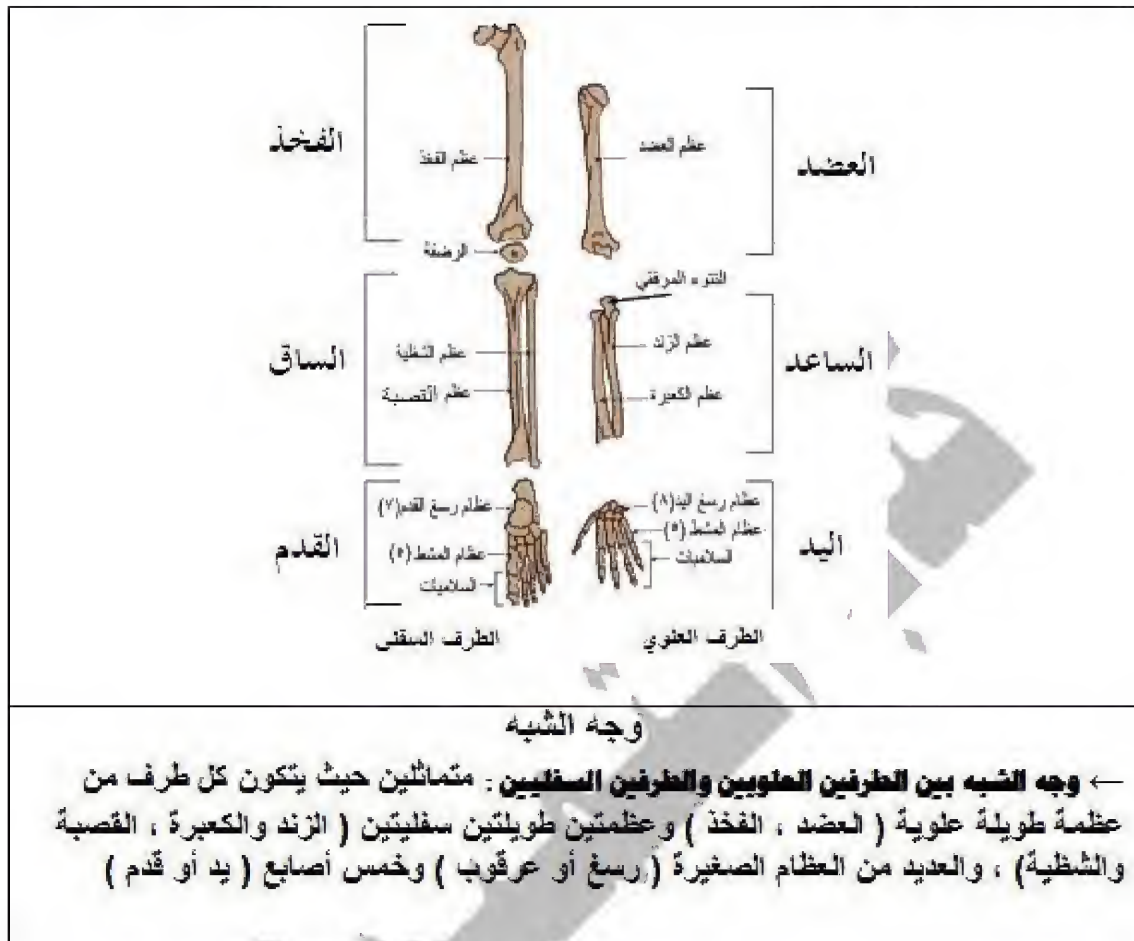 الفخذ
عظم الفخذ
عظم العضد
العضد
الرضفة
النتوء المرفقي
الساق
عظم الشظية
عظم القصبة
عظم الزند
عظم الكعبرة
الساعد
القدم
عظام رسغ القدم (٧)
عظام المشط (٥)
السلاميات
عظام رسغ اليد (٨)
عظام المشط (٥)
السلاميات
اليد
الطرف العلوي
الطرف السفلي
وجه الشبه
← وجه الشبه بين الطرفين العلويين والطرفين السفليين : متماثلين حيث يتكون كل طرف من
عظمة طويلة علوية ( العضد ، الفخذ ) وعظمتين طويلتين سفليتين ( الزند والكعبرة ، القصبة
والشظية) ، والعديد من العظام الصغيرة ( رسغ أو عرقوب ) وخمس أصابع ( يد أو قدم )